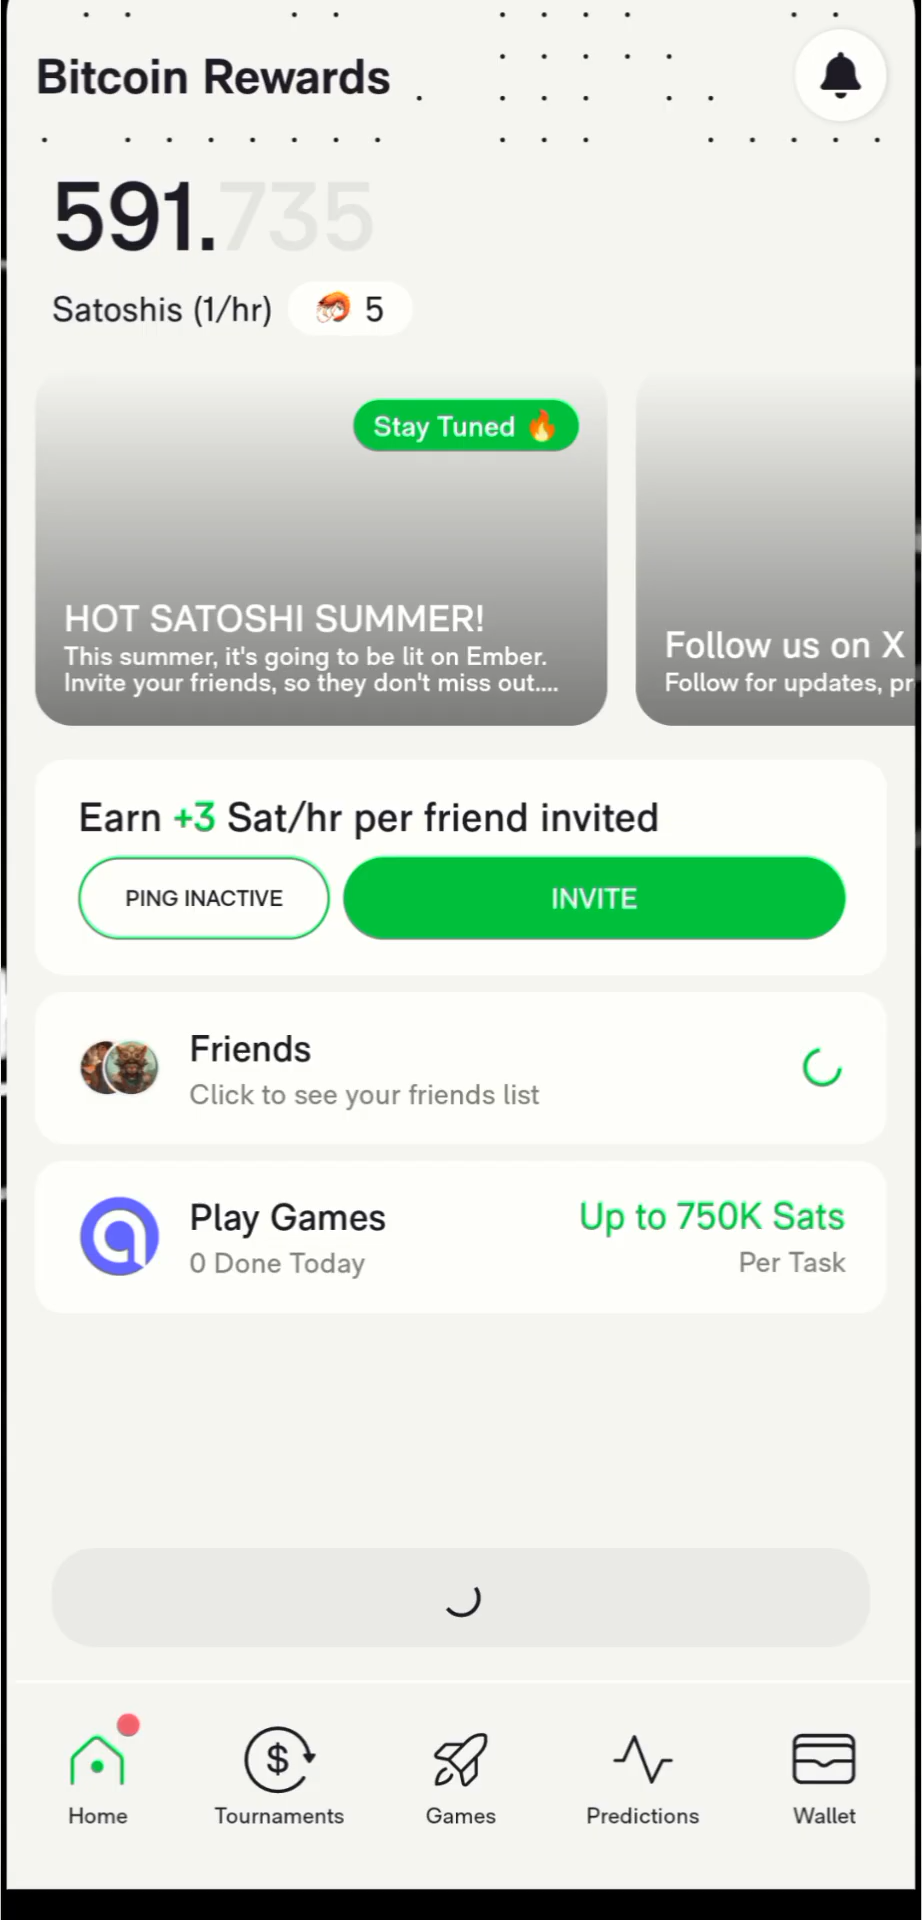 Bitcoin Rewards
591.735
Satoshis (1/hr) 🦐 5
Stay Tuned 🔥
HOT SATOSHI SUMMER!
This summer, it's going to be lit on Ember.
Invite your friends, so they don't miss out....
Follow us on X
Follow for updates, pr
Earn +3 Sat/hr per friend invited
PING INACTIVE
INVITE
Friends
Click to see your friends list
Play Games
Up to 750K Sats
0 Done Today
Per Task
Home
Tournaments
Games
Predictions
Wallet